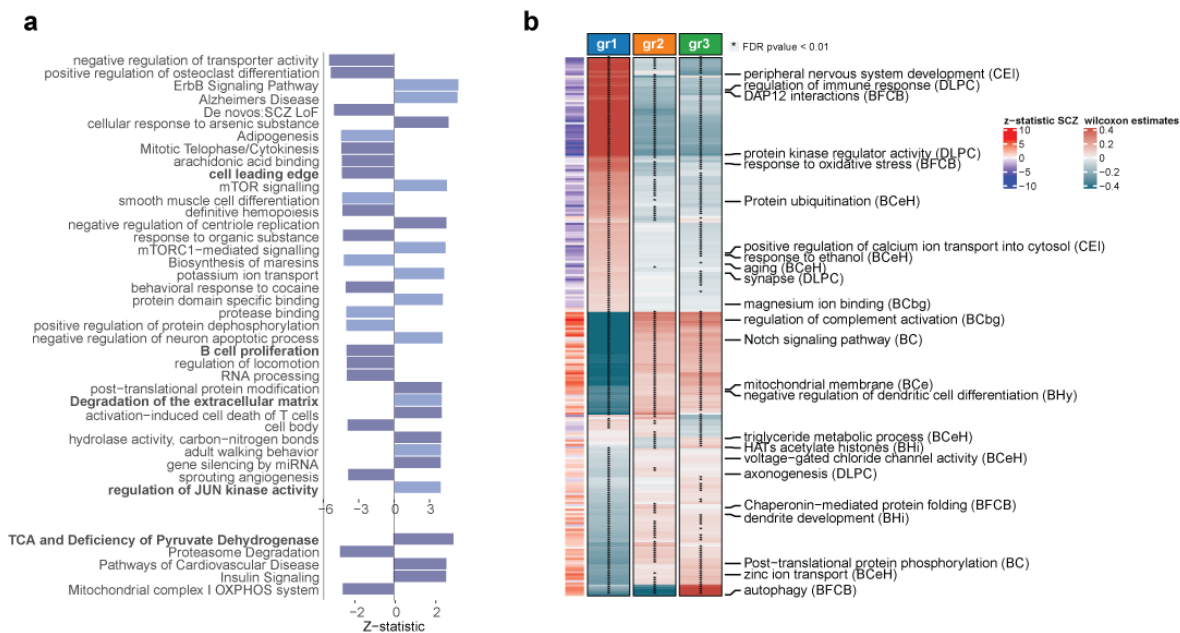 a
negative regulation of transporter activity
positive regulation of osteoclast differentiation
ErbB Signaling Pathway
Alzheimers Disease
De novos:SCZ LoF
cellular response to arsenic substance
Adipogenesis
Mitotic Telophase/Cytokinesis
arachidonic acid binding
cell leading edge
mTOR signalling
smooth muscle cell differentiation
definitive hemopoiesis
negative regulation of centriole replication
response to organic substance
mTORC1-mediated signalling
Biosynthesis of maresins
potassium ion transport
behavioral response to cocaine
protein domain specific binding
protease binding
positive regulation of protein dephosphorylation
negative regulation of neuron apoptotic process
B cell proliferation
regulation of locomotion
RNA processing
post-translational protein modification
Degradation of the extracellular matrix
activation-induced cell death of T cells
cell body
hydrolase activity, carbon-nitrogen bonds
adult walking behavior
gene silencing by miRNA
sprouting angiogenesis
regulation of JUN kinase activity
−6 −3 0 3
TCA and Deficiency of Pyruvate Dehydrogenase
Proteasome Degradation
Pathways of Cardiovascular Disease
Insulin Signaling
Mitochondrial complex I OXPHOS system
−2 0 2
Z-statistic
b
gr1 gr2 gr3
* FDR pvalue < 0.01
peripheral nervous system development (CEl)
regulation of immune response (DLPC)
DAP12 interactions (BFCB)
protein kinase regulator activity (DLPC)
response to oxidative stress (BFCB)
Protein ubiquitination (BCeH)
positive regulation of calcium ion transport into cytosol (CEl)
response to ethanol (BCeH)
aging (BCeH)
synapse (DLPC)
magnesium ion binding (BCbg)
regulation of complement activation (BCbg)
Notch signaling pathway (BC)
mitochondrial membrane (BCe)
negative regulation of dendritic cell differentiation (BHy)
triglyceride metabolic process (BCeH)
HATs acetylate histones (BHi)
voltage-gated chloride channel activity (BCeH)
axonogenesis (DLPC)
Chaperonin-mediated protein folding (BFCB)
dendrite development (BHi)
Post-translational protein phosphorylation (BC)
zinc ion transport (BCeH)
autophagy (BFCB)
z-statistic SCZ wilcoxon estimates
10 0.4
5 0.2
0 0
−5 −0.2
−10 −0.4